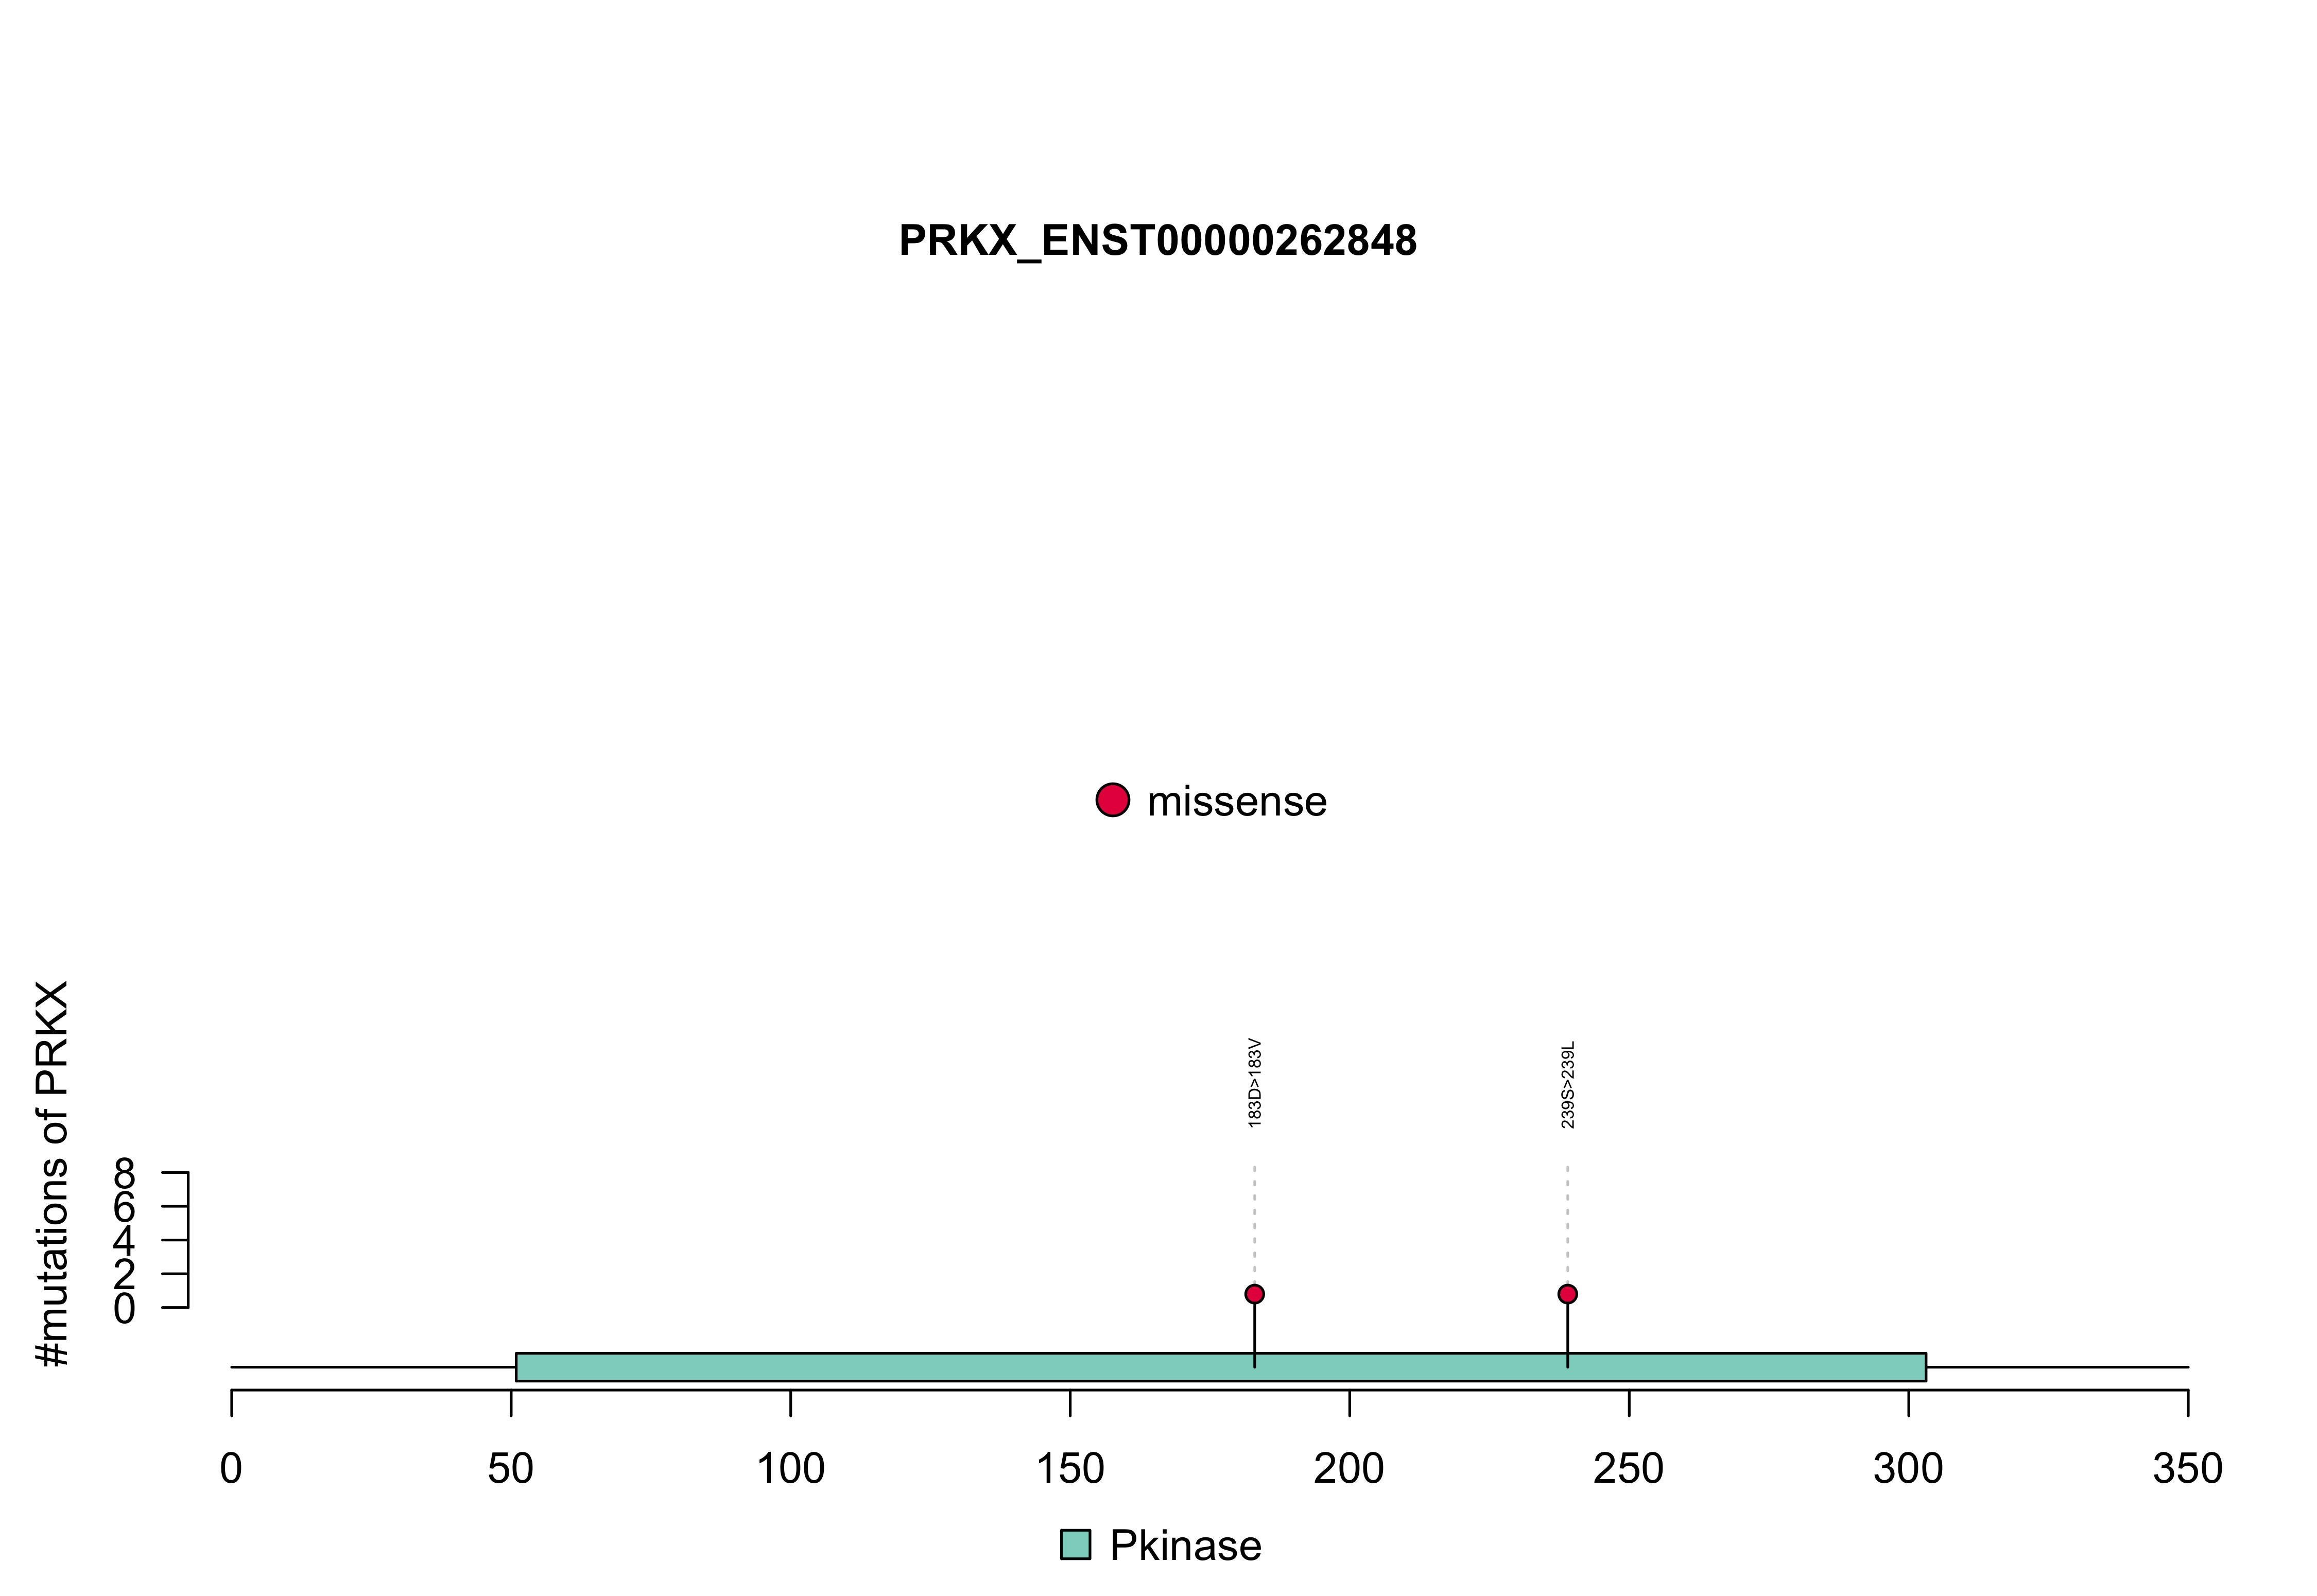 PRKX_ENST00000262848
missense
#mutations of PRKX
183D>183V
239S>239L
8
6
4
2
0
0 50 100 150 200 250 300 350
Pkinase